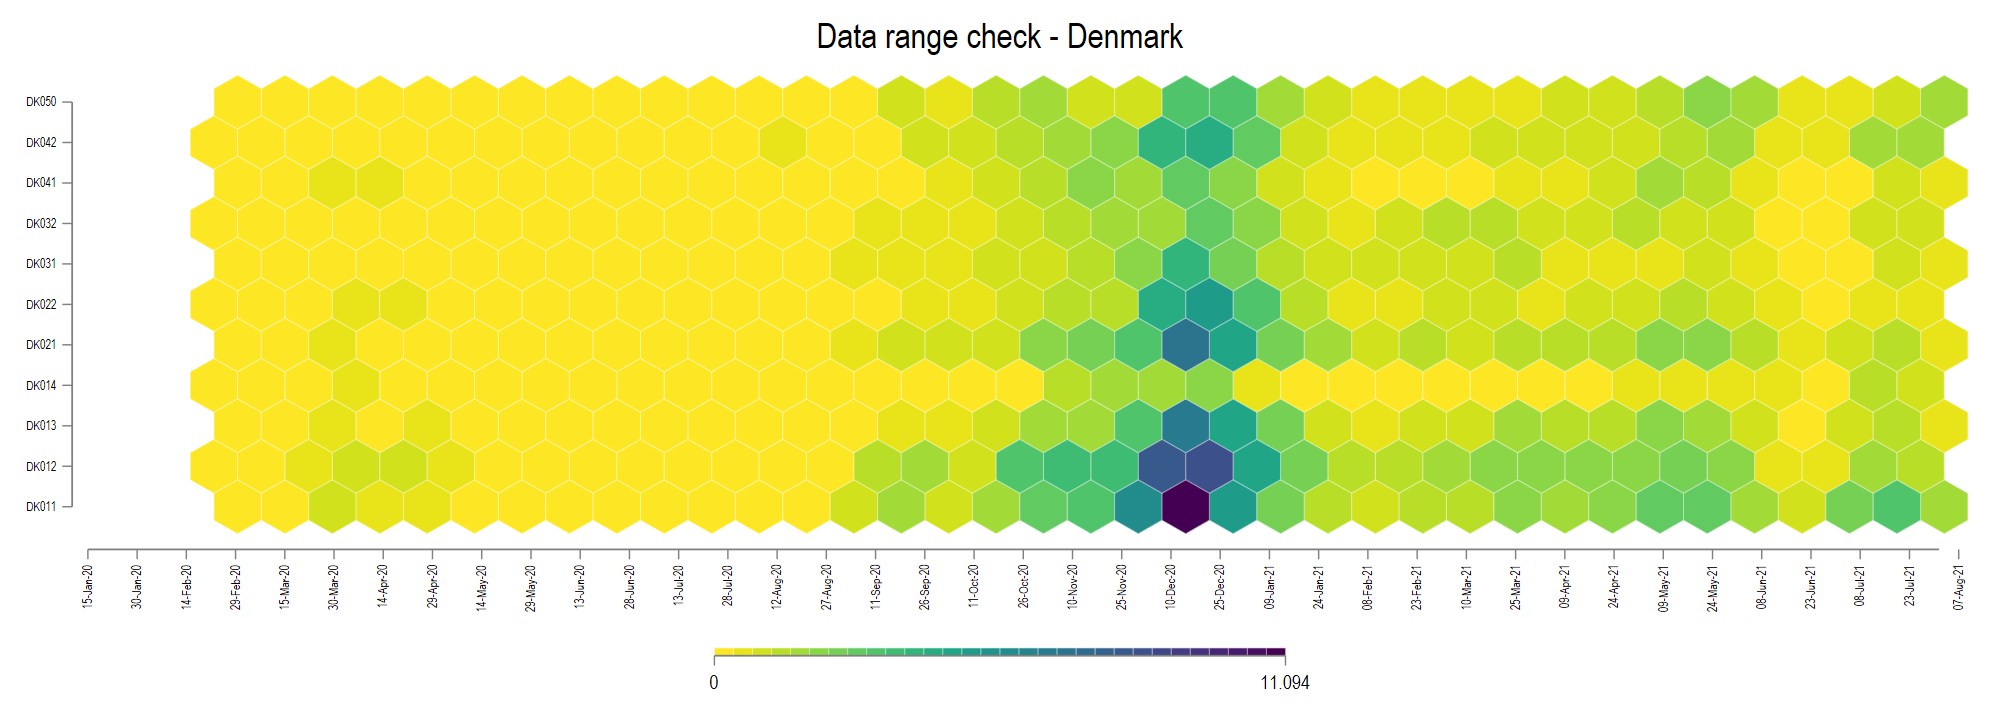 Data range check - Denmark
DK050
DK042
DK041
DK032
DK031
DK022
DK021
DK014
DK013
DK012
DK011
15-Jan-20
30-Jan-20
14-Feb-20
29-Feb-20
15-Mar-20
30-Mar-20
14-Apr-20
29-Apr-20
14-May-20
29-May-20
13-Jun-20
28-Jun-20
13-Jul-20
28-Jul-20
12-Aug-20
27-Aug-20
11-Sep-20
26-Sep-20
11-Oct-20
26-Oct-20
10-Nov-20
25-Nov-20
10-Dec-20
25-Dec-20
09-Jan-21
24-Jan-21
08-Feb-21
23-Feb-21
10-Mar-21
25-Mar-21
09-Apr-21
24-Apr-21
09-May-21
24-May-21
08-Jun-21
23-Jun-21
08-Jul-21
23-Jul-21
07-Aug-21
0
11.094